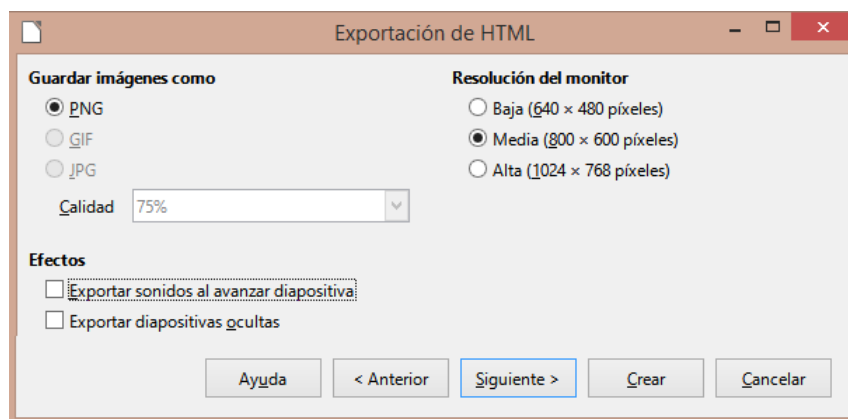 Exportación de HTML
Guardar imágenes como
PNG
GIF
JPG
Calidad 75%
Resolución del monitor
Baja (640 × 480 píxeles)
Media (800 × 600 píxeles)
Alta (1024 × 768 píxeles)
Efectos
Exportar sonidos al avanzar diapositiva
Exportar diapositivas ocultas
Ayuda < Anterior Siguiente > Crear Cancelar